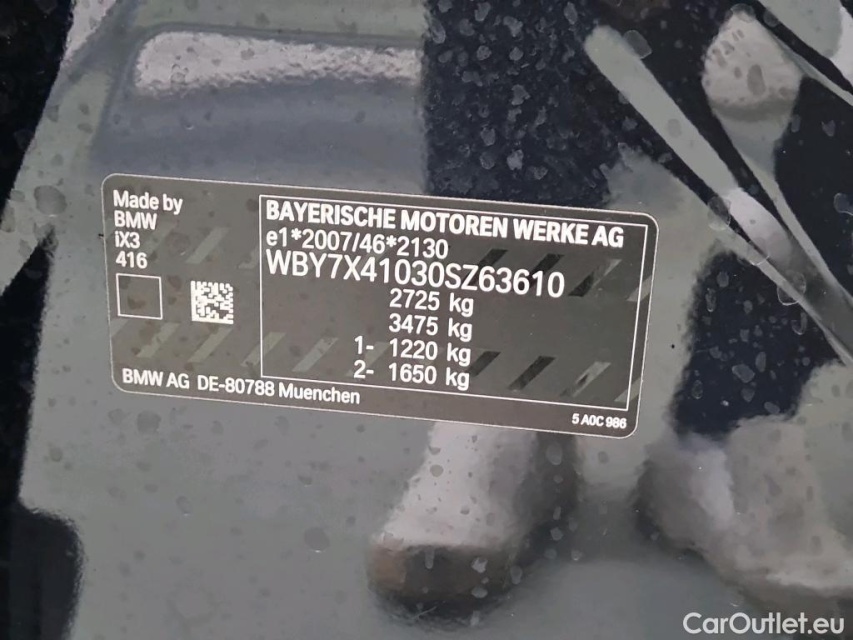 Made by
BMW
iX3
416
BAYERISCHE MOTOREN WERKE AG
e1*2007/46*2130
WBY7X41030SZ63610
2725 kg
3475 kg
1- 1220 kg
2- 1650 kg
BMW AG DE-80788 Muenchen
5 A0C 986
CarOutlet.eu